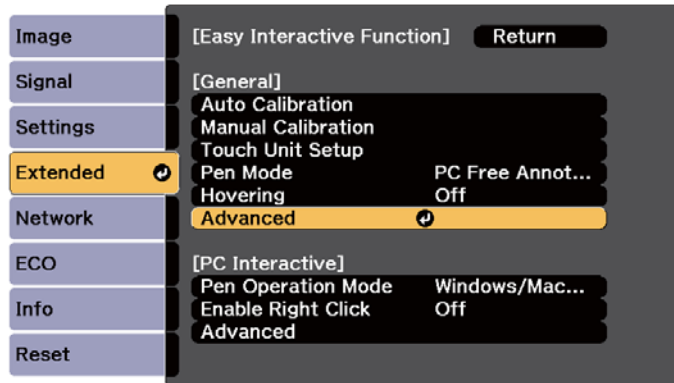 Image
Signal
Settings
Extended
Network
ECO
Info
Reset
[Easy Interactive Function] Return
[General]
Auto Calibration
Manual Calibration
Touch Unit Setup
Pen Mode PC Free Annot...
Hovering Off
Advanced
[PC Interactive]
Pen Operation Mode Windows/Mac...
Enable Right Click Off
Advanced